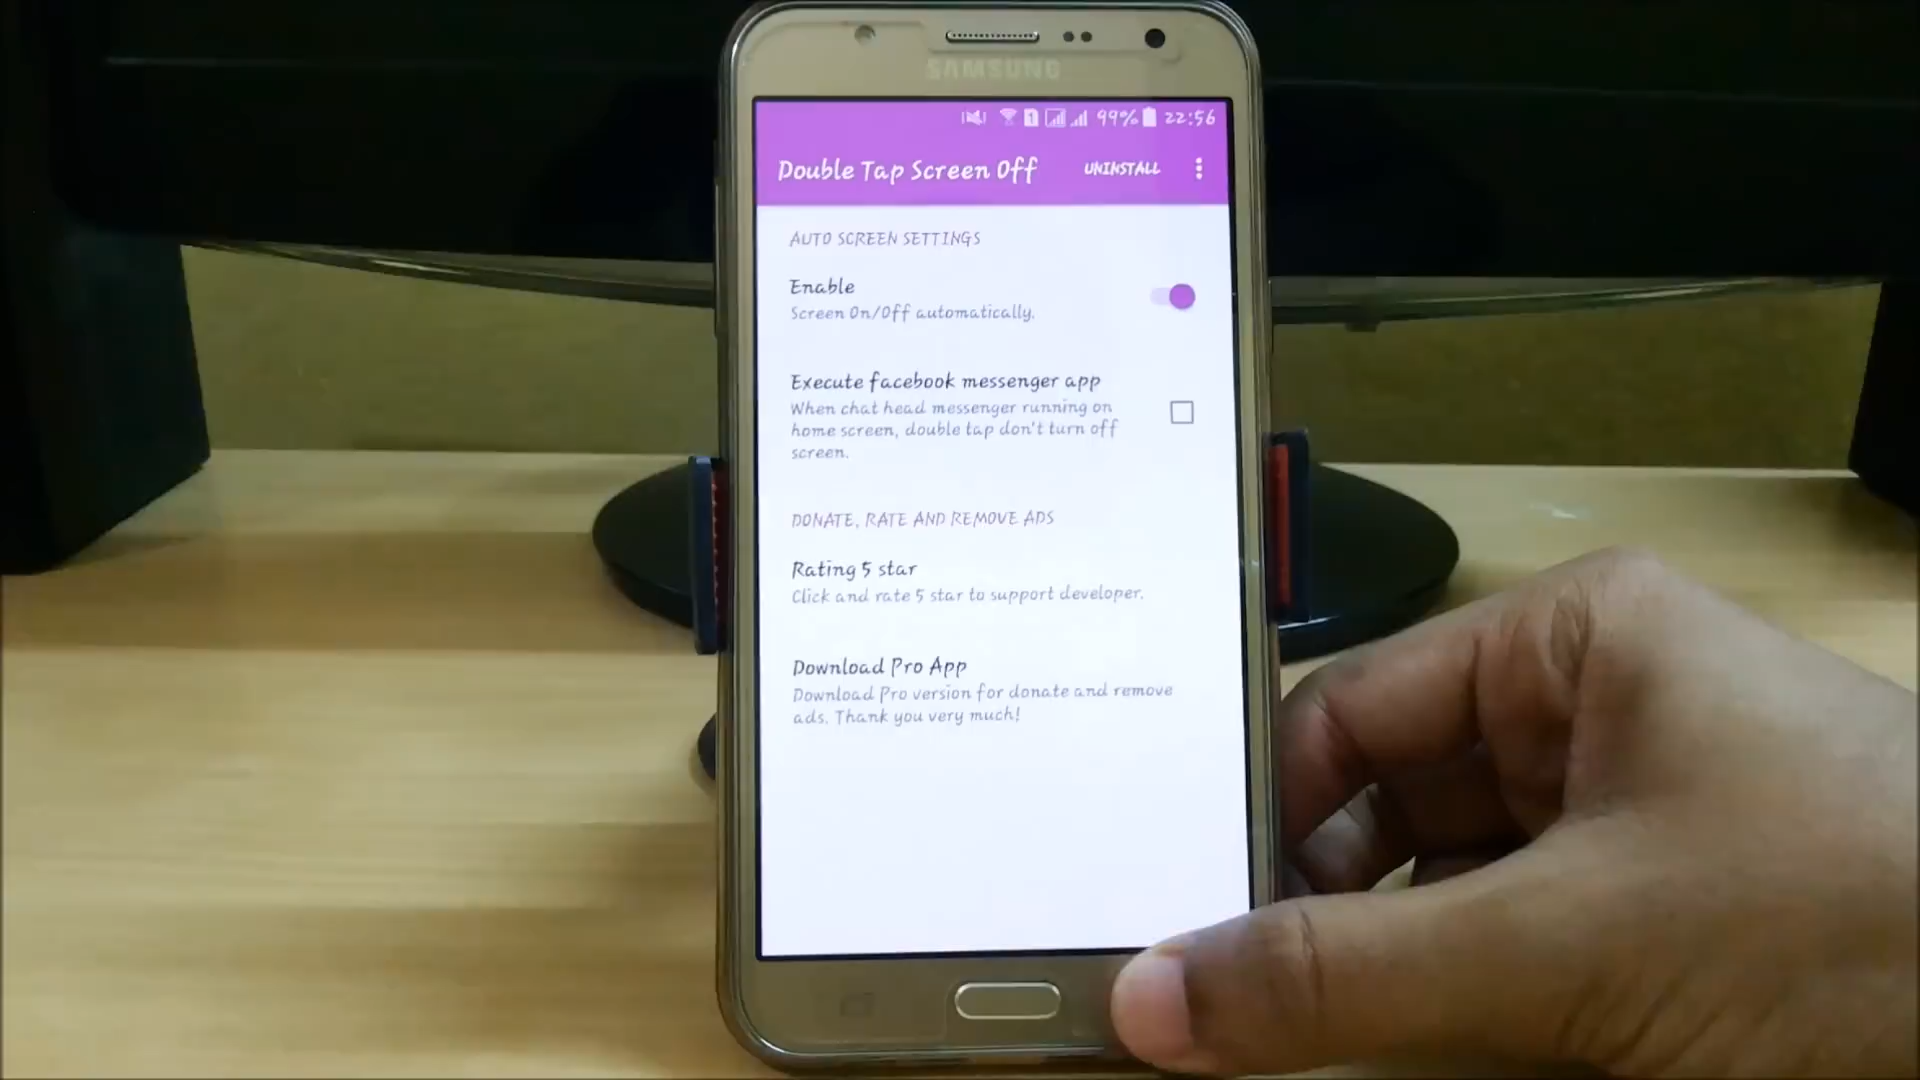 SAMSUNG
1 99% 22:56
Double Tap Screen Off UNINSTALL
AUTO SCREEN SETTINGS
Enable
Screen On/Off automatically.
Execute facebook messenger app
When chat head messenger running on
home screen, double tap don't turn off
screen.
DONATE, RATE AND REMOVE ADS
Rating 5 star
Click and rate 5 star to support developer.
Download Pro App
Download Pro version for donate and remove
ads. Thank you very much!